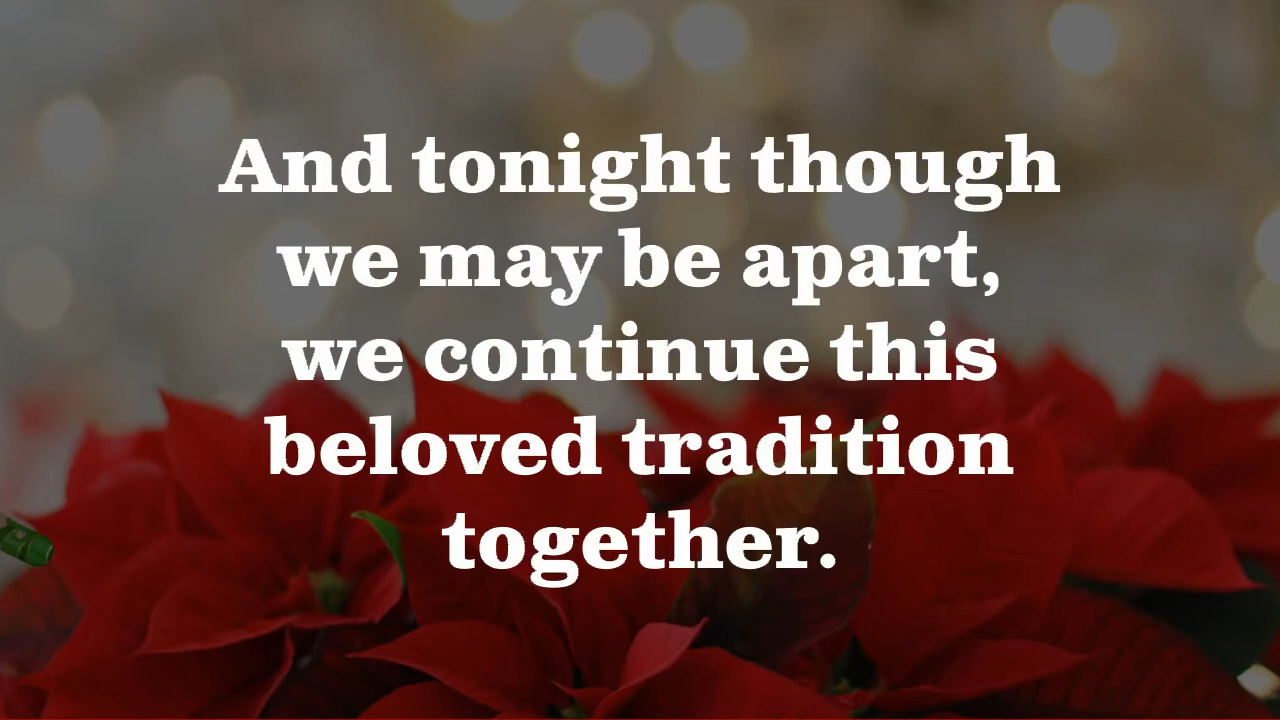 And tonight though
we may be apart,
we continue this
beloved tradition
together.